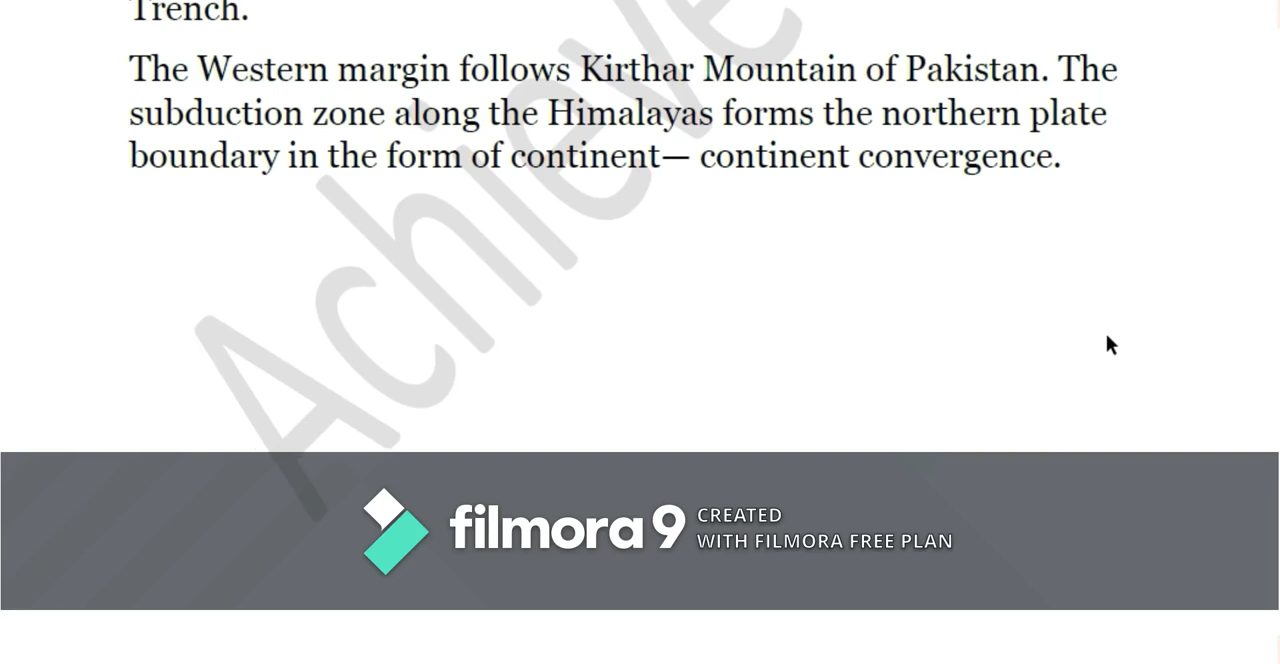 Trench.
The Western margin follows Kirthar Mountain of Pakistan. The
subduction zone along the Himalayas forms the northern plate
boundary in the form of continent— continent convergence.
Achieve
filmora 9 CREATED
WITH FILMORA FREE PLAN